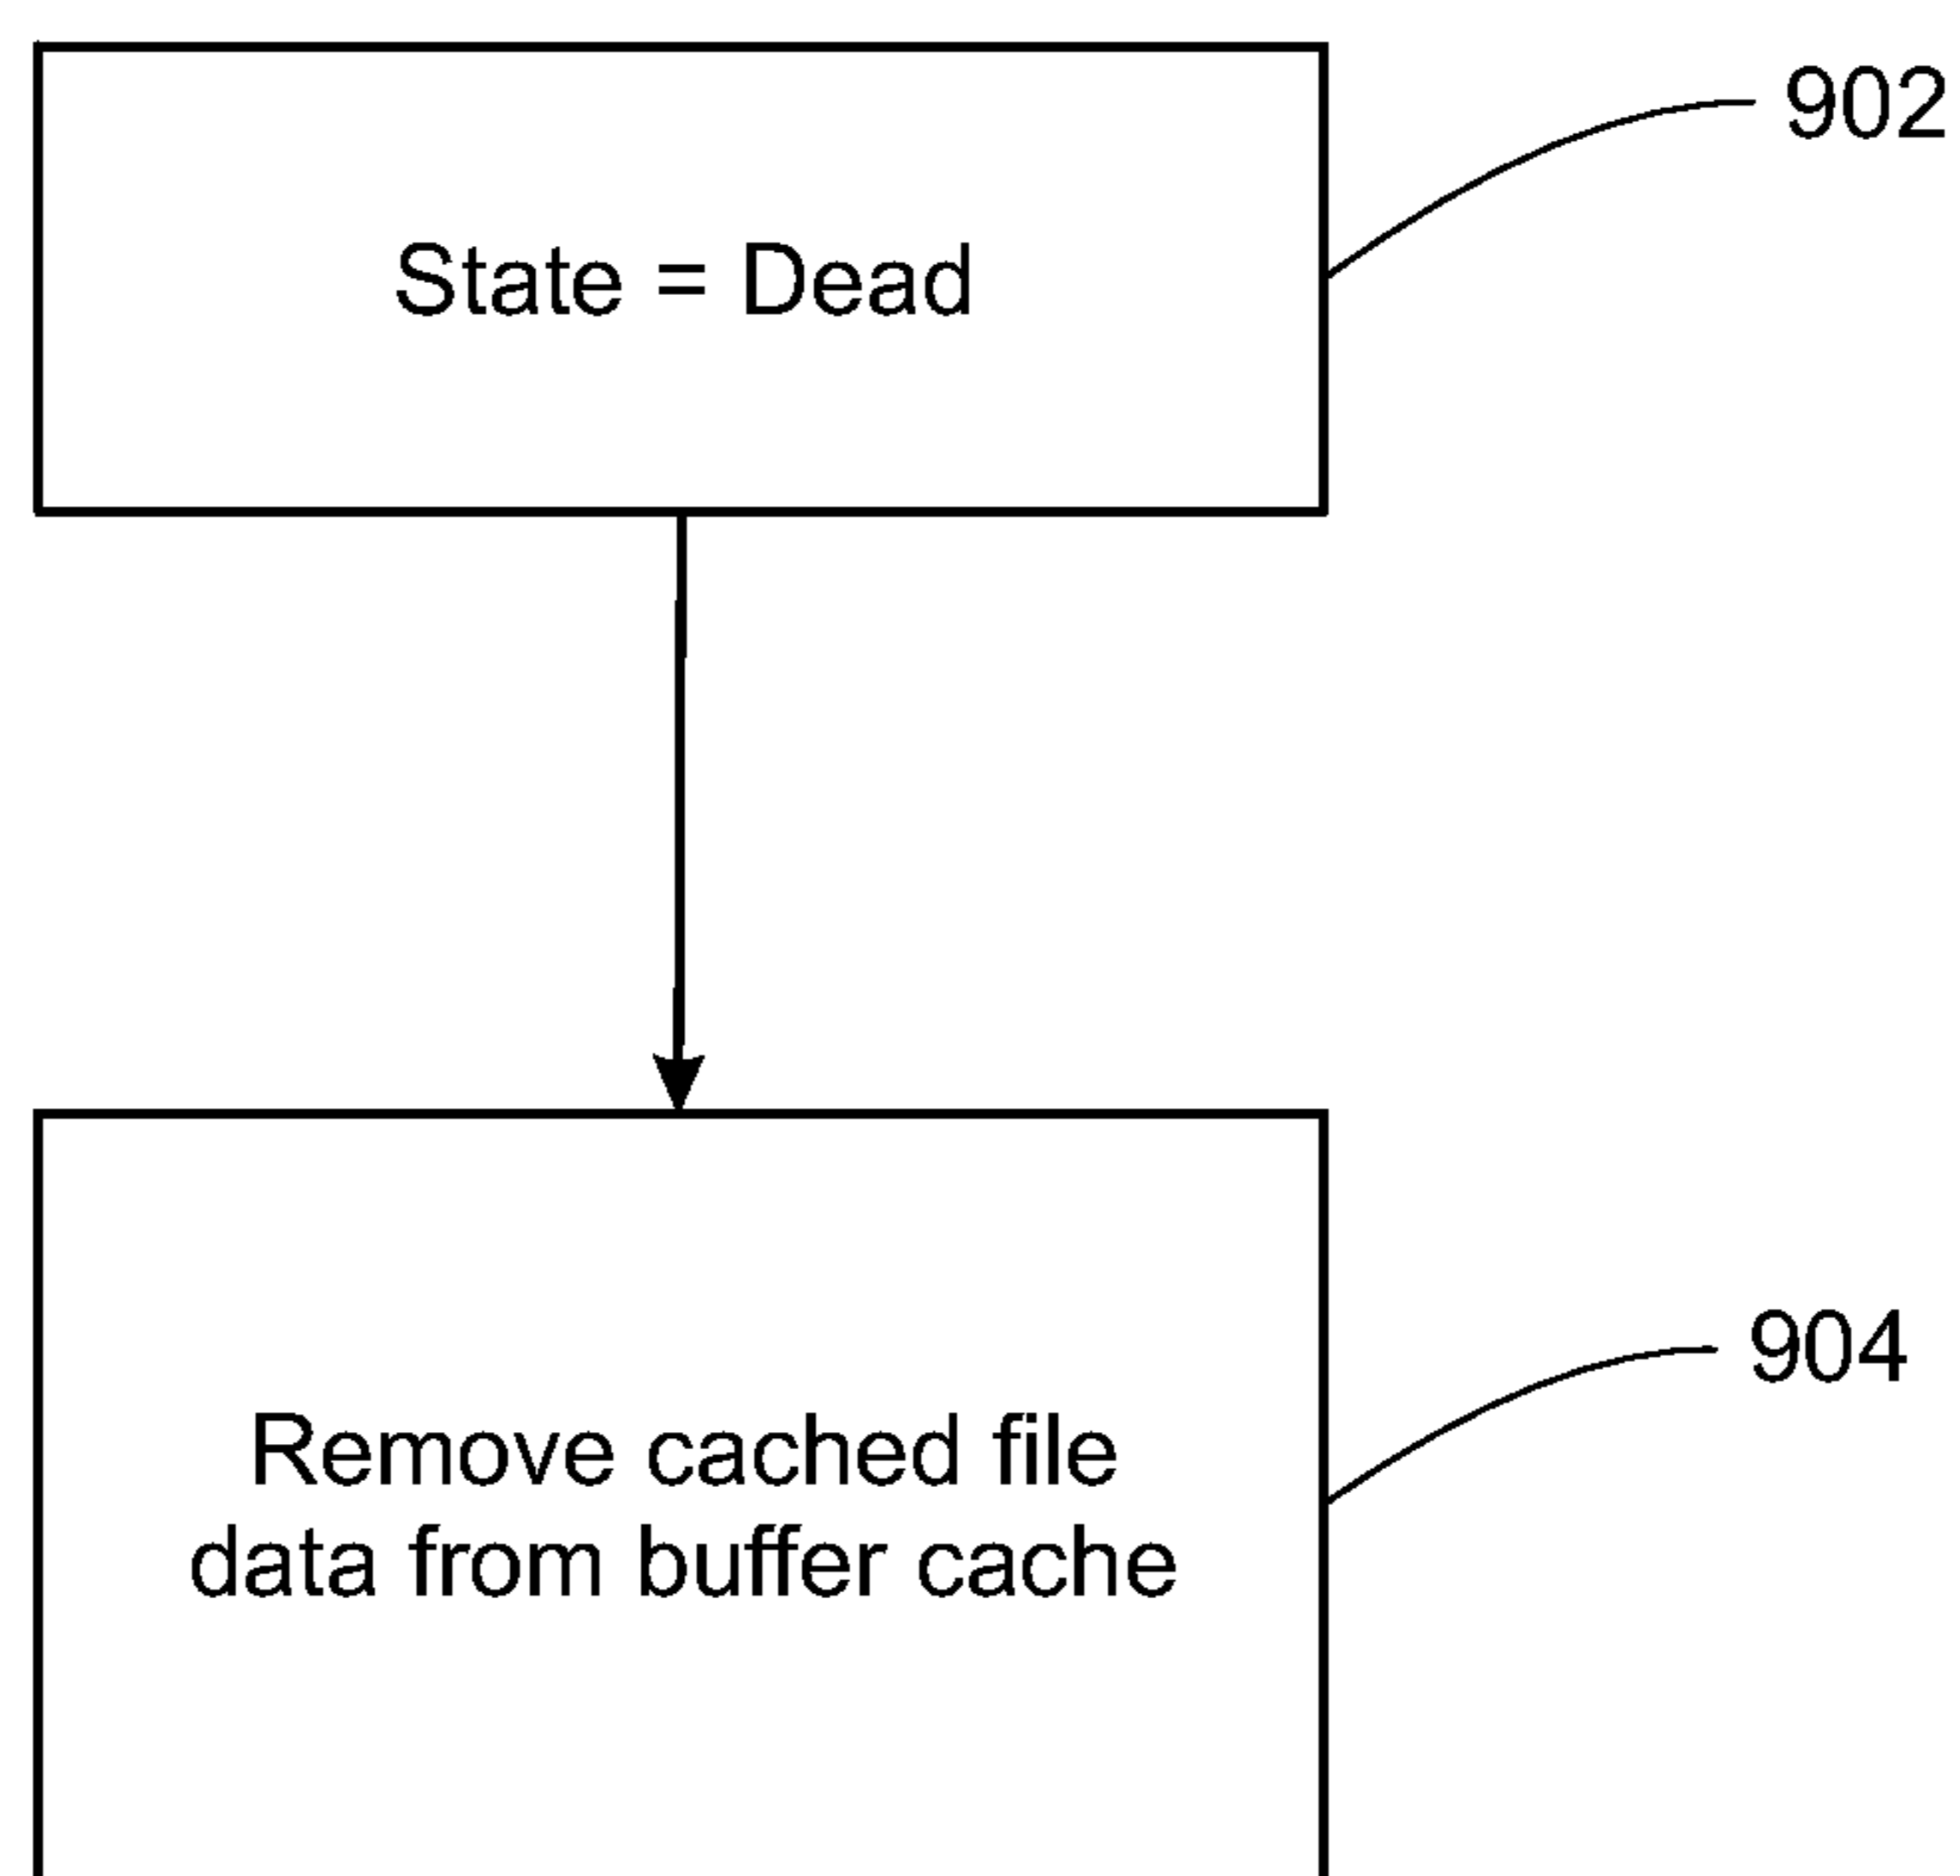 902
State = Dead
904
Remove cached file
data from buffer cache